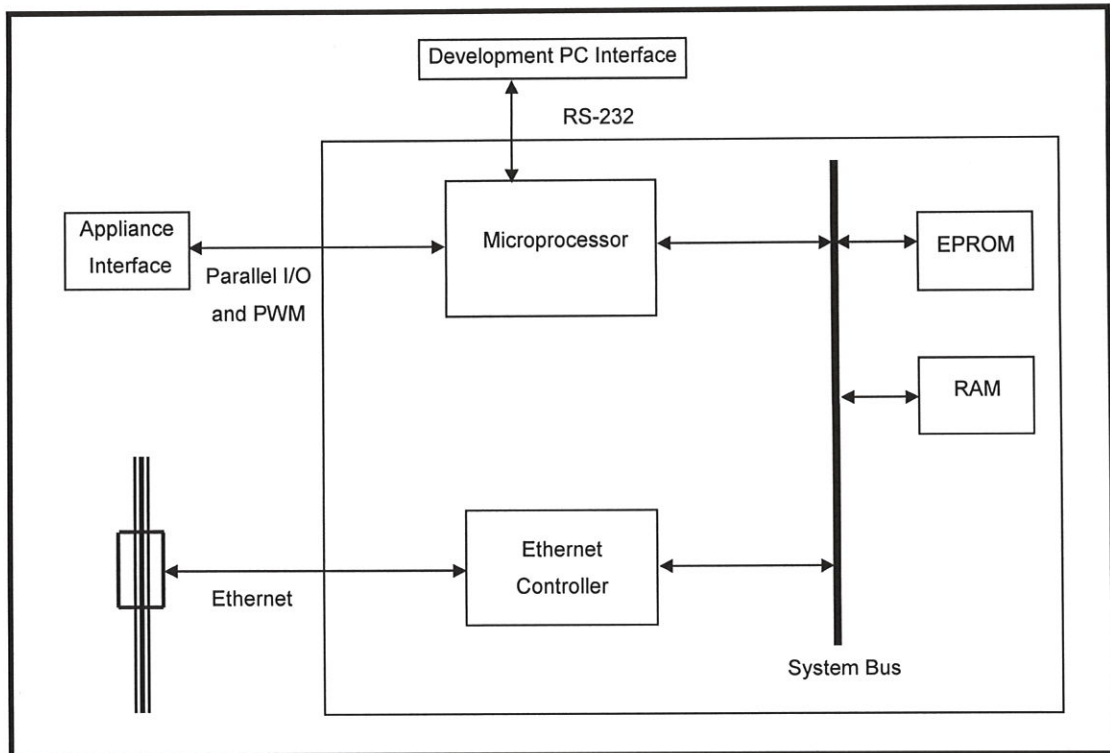 Development PC Interface
RS-232
Appliance
Interface
Parallel I/O
and PWM
Microprocessor
EPROM
RAM
Ethernet
Ethernet
Controller
System Bus